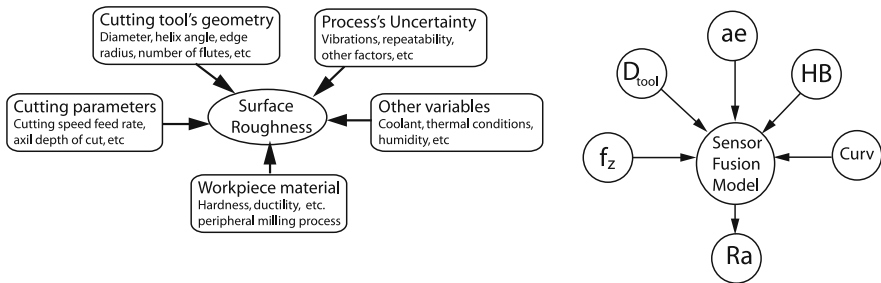 Cutting tool's geometry
Diameter, helix angle, edge
radius, number of flutes, etc
Process's Uncertainty
Vibrations, repeatability,
other factors, etc
Cutting parameters
Cutting speed feed rate,
axil depth of cut, etc
Surface
Roughness
Other variables
Coolant, thermal conditions,
humidity, etc
Workpiece material
Hardness, ductility, etc.
peripheral milling process
ae
Dtool
HB
fz
Sensor
Fusion
Model
Curv
Ra